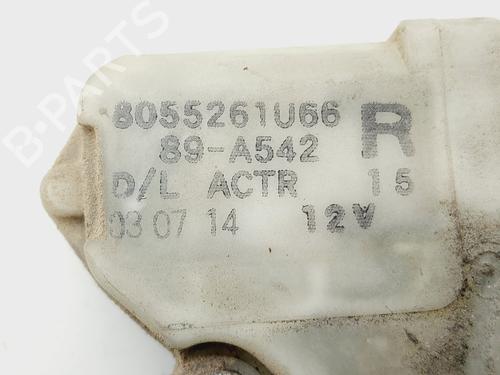 8055261U66 R
89-A542
D/L ACTR 15
03 07 14 12V
B-PARTS